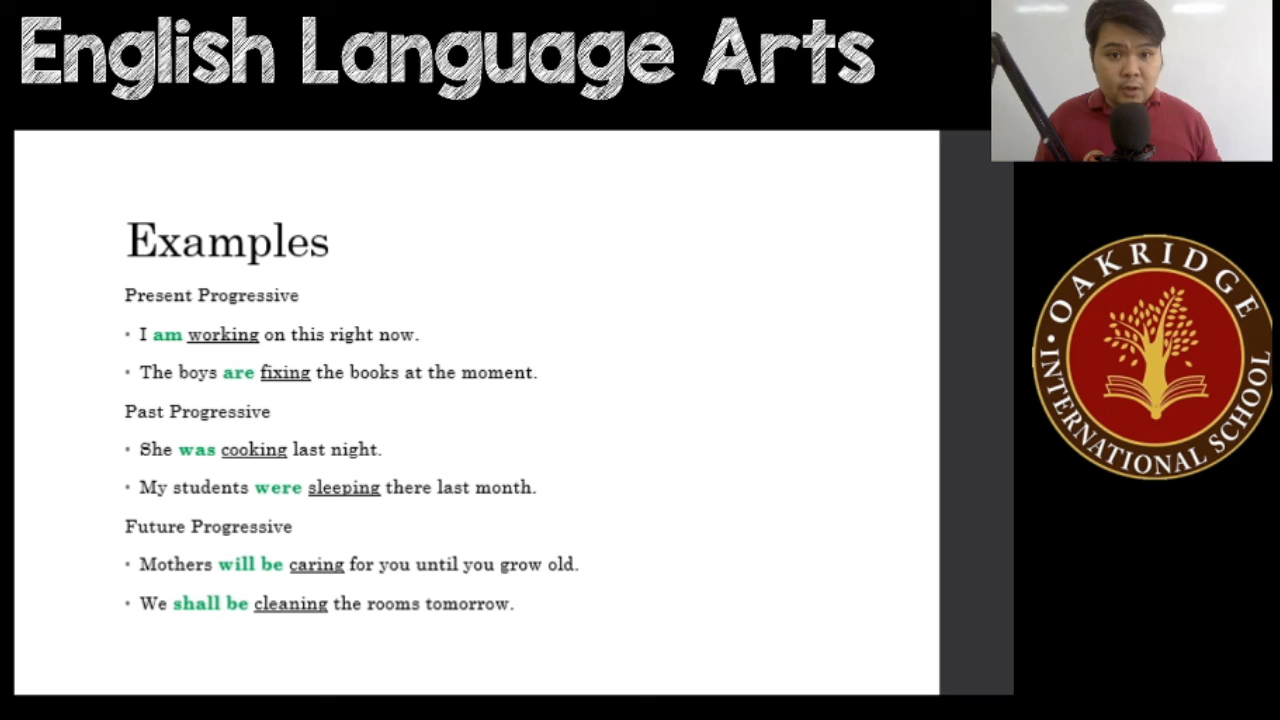 English Language Arts
Examples
Present Progressive
• I am working on this right now.
• The boys are fixing the books at the moment.
Past Progressive
• She was cooking last night.
• My students were sleeping there last month.
Future Progressive
• Mothers will be caring for you until you grow old.
• We shall be cleaning the rooms tomorrow.
• OAKRIDGE
INTERNATIONAL SCHOOL